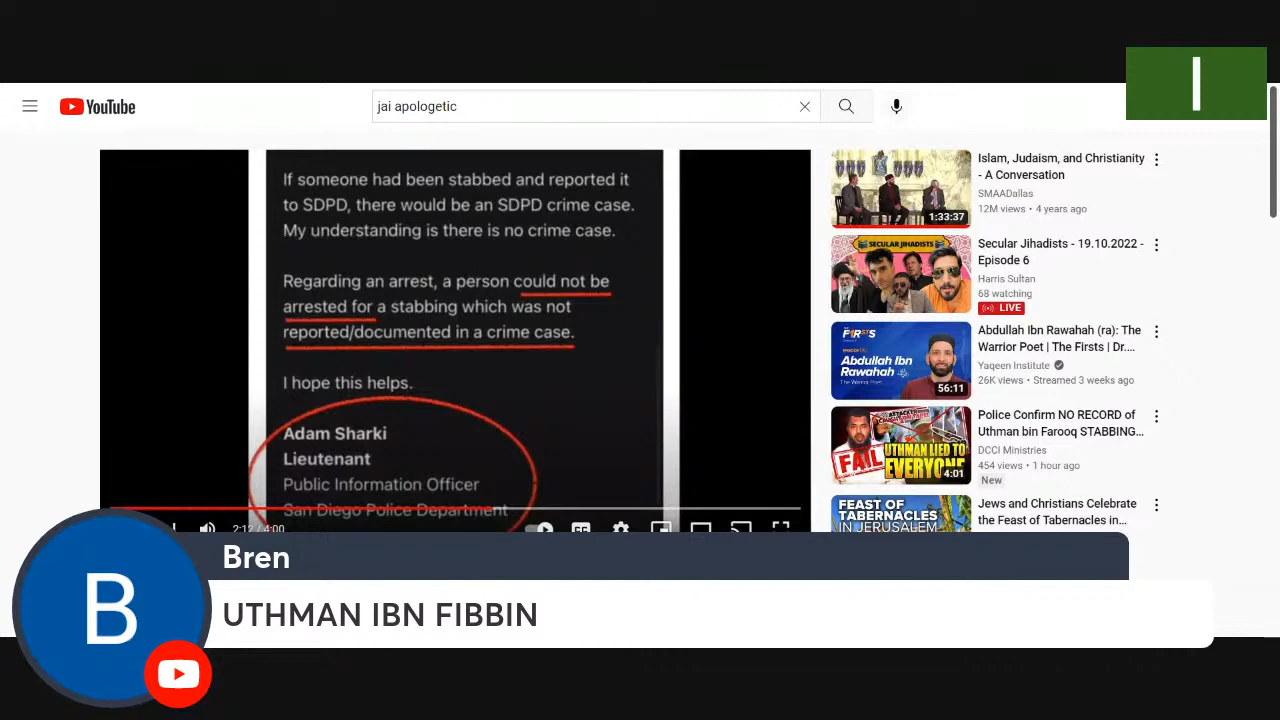 I
YouTube
jai apologetic
If someone had been stabbed and reported it
to SDPD, there would be an SDPD crime case.
My understanding is there is no crime case.
Regarding an arrest, a person could not be
arrested for a stabbing which was not
reported/documented in a crime case.
I hope this helps.
Adam Sharki
Lieutenant
Public Information Officer
San Diego Police Department
2:12 / 4:00
1:33:37
Islam, Judaism, and Christianity
- A Conversation
SMAADallas
12M views • 4 years ago
SECULAR JIHADISTS
Secular Jihadists - 19.10.2022 -
Episode 6
Harris Sultan
68 watching
LIVE
Abdullah Ibn
Rawahah
The Warrior Poet
56:11
Abdullah Ibn Rawahah (ra): The
Warrior Poet | The Firsts | Dr....
Yaqeen Institute
26K views • Streamed 3 weeks ago
FAIL
UTHMAN LIED TO
EVERYONE
4:01
Police Confirm NO RECORD of
Uthman bin Farooq STABBING...
DCCI Ministries
454 views • 1 hour ago
New
FEAST OF
TABERNACLES
IN JERUSALEM
Jews and Christians Celebrate
the Feast of Tabernacles in...
B
Bren
UTHMAN IBN FIBBIN